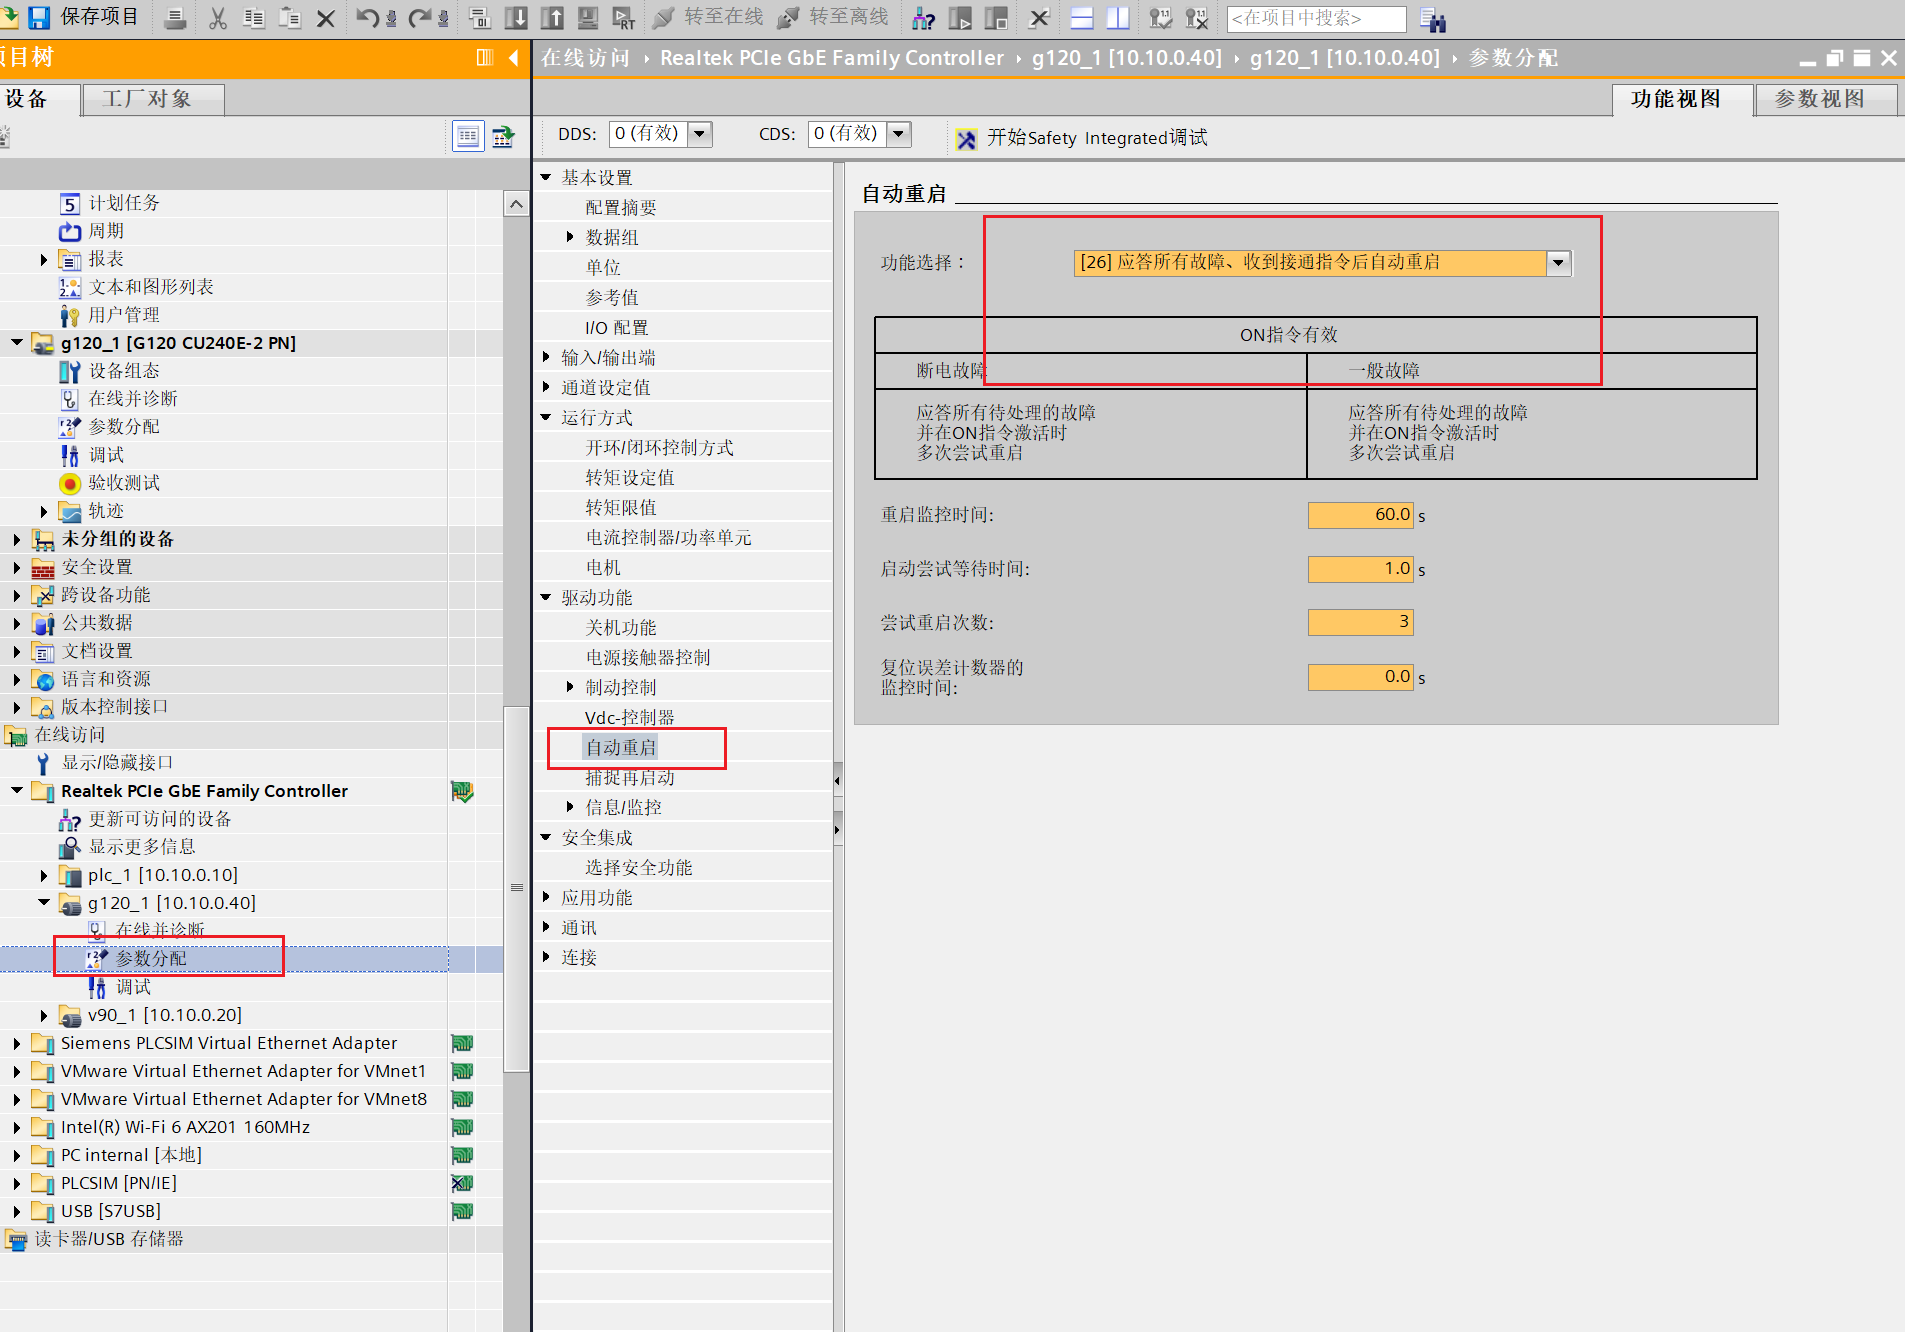 保存项目
转至在线
转至离线
<在项目中搜索>
项目树
在线访问 › Realtek PCIe GbE Family Controller › g120_1 [10.10.0.40] › g120_1 [10.10.0.40] › 参数分配
设备
工厂对象
功能视图
参数视图
DDS: 0 (有效)
CDS: 0 (有效)
开始Safety Integrated调试
计划任务
周期
报表
文本和图形列表
用户管理
g120_1 [G120 CU240E-2 PN]
设备组态
在线并诊断
参数分配
调试
验收测试
轨迹
未分组的设备
安全设置
跨设备功能
公共数据
文档设置
语言和资源
版本控制接口
在线访问
显示/隐藏接口
Realtek PCIe GbE Family Controller
更新可访问的设备
显示更多信息
plc_1 [10.10.0.10]
g120_1 [10.10.0.40]
在线并诊断
参数分配
调试
v90_1 [10.10.0.20]
Siemens PLCSIM Virtual Ethernet Adapter
VMware Virtual Ethernet Adapter for VMnet1
VMware Virtual Ethernet Adapter for VMnet8
Intel(R) Wi-Fi 6 AX201 160MHz
PC internal [本地]
PLCSIM [PN/IE]
USB [S7USB]
读卡器/USB 存储器
基本设置
配置摘要
数据组
单位
参考值
I/O 配置
输入/输出端
通道设定值
运行方式
开环/闭环控制方式
转矩设定值
转矩限值
电流控制器/功率单元
电机
驱动功能
关机功能
电源接触器控制
制动控制
Vdc-控制器
自动重启
捕捉再启动
信息/监控
安全集成
选择安全功能
应用功能
通讯
连接
自动重启
功能选择：
[26] 应答所有故障、收到接通指令后自动重启
ON指令有效
断电故障
一般故障
应答所有待处理的故障
并在ON指令激活时
多次尝试重启
应答所有待处理的故障
并在ON指令激活时
多次尝试重启
重启监控时间: 60.0 s
启动尝试等待时间: 1.0 s
尝试重启次数: 3
复位误差计数器的
监控时间: 0.0 s